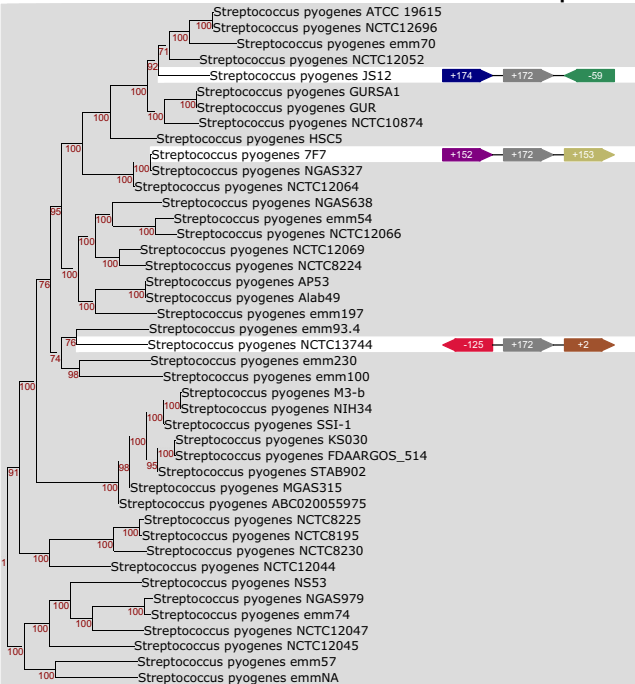 Streptococcus pyogenes ATCC 19615
100
Streptococcus pyogenes NCTC12696
100
Streptococcus pyogenes emm70
71
Streptococcus pyogenes NCTC12052
92
Streptococcus pyogenes JS12 +174 +172 -59
100
Streptococcus pyogenes GURSA1
100
Streptococcus pyogenes GUR
100
Streptococcus pyogenes NCTC10874
100
Streptococcus pyogenes HSC5
Streptococcus pyogenes 7F7 +152 +172 +153
100
Streptococcus pyogenes NGAS327
100
Streptococcus pyogenes NCTC12064
Streptococcus pyogenes NGAS638
95
100
Streptococcus pyogenes emm54
100
Streptococcus pyogenes NCTC12066
100
Streptococcus pyogenes NCTC12069
100
Streptococcus pyogenes NCTC8224
100
Streptococcus pyogenes AP53
76
100
Streptococcus pyogenes Alab49
100
Streptococcus pyogenes emm197
Streptococcus pyogenes emm93.4
76
Streptococcus pyogenes NCTC13744 -125 +172 +2
74
Streptococcus pyogenes emm230
98
Streptococcus pyogenes emm100
100
Streptococcus pyogenes M3-b
100
Streptococcus pyogenes NIH34
100
Streptococcus pyogenes SSI-1
100
Streptococcus pyogenes KS030
100
Streptococcus pyogenes FDAARGOS_514
98
95
Streptococcus pyogenes STAB902
91
100
Streptococcus pyogenes MGAS315
Streptococcus pyogenes ABC020055975
Streptococcus pyogenes NCTC8225
100
Streptococcus pyogenes NCTC8195
100
Streptococcus pyogenes NCTC8230
100
Streptococcus pyogenes NCTC12044
1
Streptococcus pyogenes NS53
Streptococcus pyogenes NGAS979
100
100
Streptococcus pyogenes emm74
100
Streptococcus pyogenes NCTC12047
100
Streptococcus pyogenes NCTC12045
100
Streptococcus pyogenes emm57
100
Streptococcus pyogenes emmNA